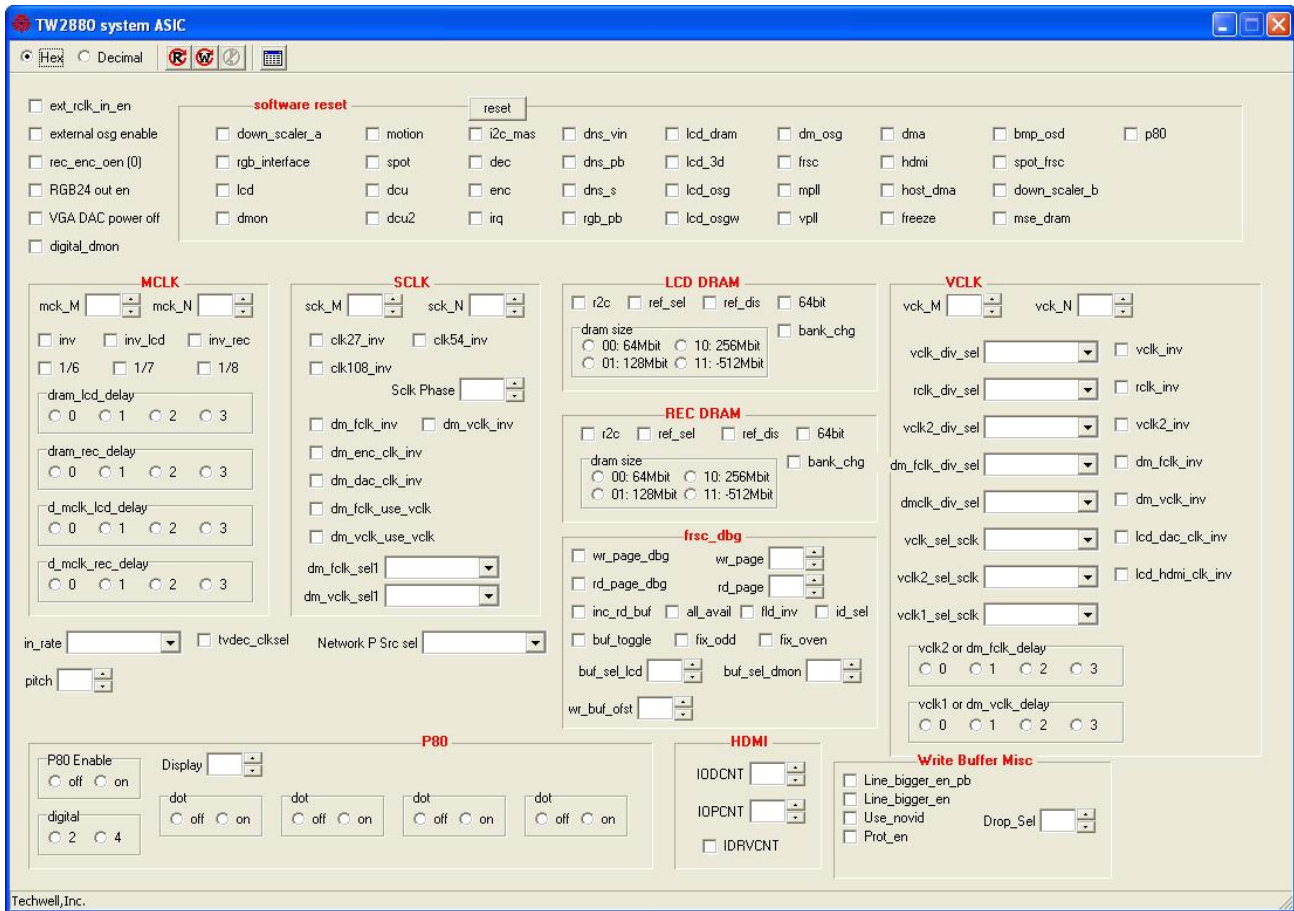 TW2880 system ASIC
Hex Decimal R W
ext_rclk_in_en
external osg enable
rec_enc_oen (0)
RGB24 out en
VGA DAC power off
digital_dmon
software reset reset
down_scaler_a motion i2c_mas dns_vin lcd_dram dm_osg dma bmp_osd p80
rgb_interface spot dec dns_pb lcd_3d frsc hdmi spot_frsc
lcd dcu enc dns_s lcd_osg mpll host_dma down_scaler_b
dmon dcu2 irq rgb_pb lcd_osgw vpll freeze mse_dram
MCLK
mck_M mck_N
inv inv_lcd inv_rec
1/6 1/7 1/8
dram_lcd_delay
0 1 2 3
dram_rec_delay
0 1 2 3
d_mclk_lcd_delay
0 1 2 3
d_mclk_rec_delay
0 1 2 3
SCLK
sck_M sck_N
clk27_inv clk54_inv
clk108_inv
Sclk Phase
dm_fclk_inv dm_vclk_inv
dm_enc_clk_inv
dm_dac_clk_inv
dm_fclk_use_vclk
dm_vclk_use_vclk
dm_fclk_sel1
dm_vclk_sel1
in_rate tvdec_clksel Network P Src sel
pitch
LCD DRAM
r2c ref_sel ref_dis 64bit
dram size bank_chg
00: 64Mbit 10: 256Mbit
01: 128Mbit 11: -512Mbit
REC DRAM
r2c ref_sel ref_dis 64bit
dram size bank_chg
00: 64Mbit 10: 256Mbit
01: 128Mbit 11: -512Mbit
frsc_dbg
wr_page_dbg wr_page
rd_page_dbg rd_page
inc_rd_buf all_avail fld_inv id_sel
buf_toggle fix_odd fix_oven
buf_sel_lcd buf_sel_dmon
wr_buf_ofst
VCLK
vck_M vck_N
vclk_div_sel vclk_inv
rclk_div_sel rclk_inv
vclk2_div_sel vclk2_inv
dm_fclk_div_sel dm_fclk_inv
dmclk_div_sel dm_vclk_inv
vclk_sel_sclk lcd_dac_clk_inv
vclk2_sel_sclk lcd_hdmi_clk_inv
vclk1_sel_sclk
vclk2 or dm_fclk_delay
0 1 2 3
vclk1 or dm_vclk_delay
0 1 2 3
P80
P80 Enable Display
off on
digital
2 4
dot dot dot dot
off on off on off on off on
HDMI
IODCNT
IOPCNT
IDRVCNT
Write Buffer Misc
Line_bigger_en_pb
Line_bigger_en
Use_novid Drop_Sel
Prot_en
Techwell,Inc.